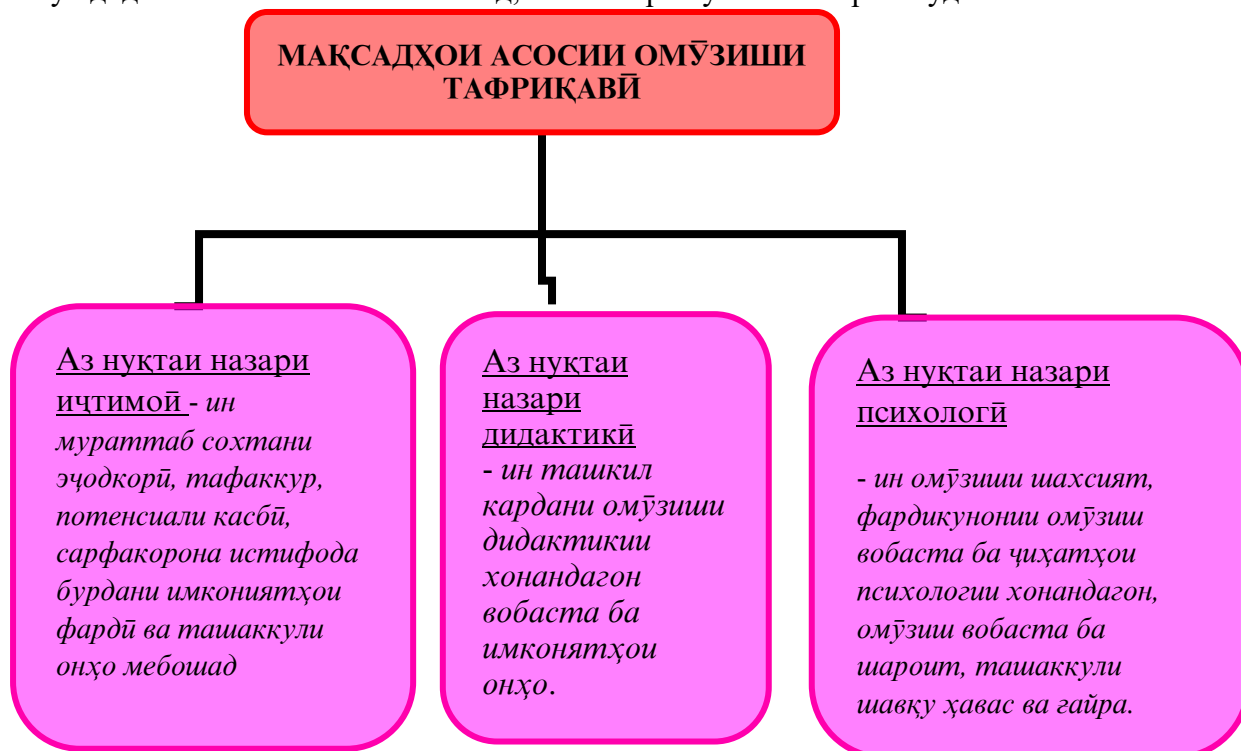 МАҚСАДҲОИ АСОСИИ ОМӮЗИШИ
ТАФРИҚАВӢ
Аз нуқтаи назари
иҷтимоӣ - ин
мураттаб сохтани
эҷодкорӣ, тафаккур,
потенсиали касбӣ,
сарфакорона истифода
бурдани имкониятҳои
фардӣ ва ташаккули
онҳо мебошад
Аз нуқтаи
назари
дидактикӣ
- ин ташкил
кардани омӯзиши
дидактикии
хонандагон
вобаста ба
имконятҳои
онҳо.
Аз нуқтаи назари
психологӣ
- ин омӯзиши шахсият,
фардикунонии омӯзиш
вобаста ба ҷиҳатҳои
психологии хонандагон,
омӯзиш вобаста ба
шароит, ташаккули
шавқу ҳавас ва ғайра.